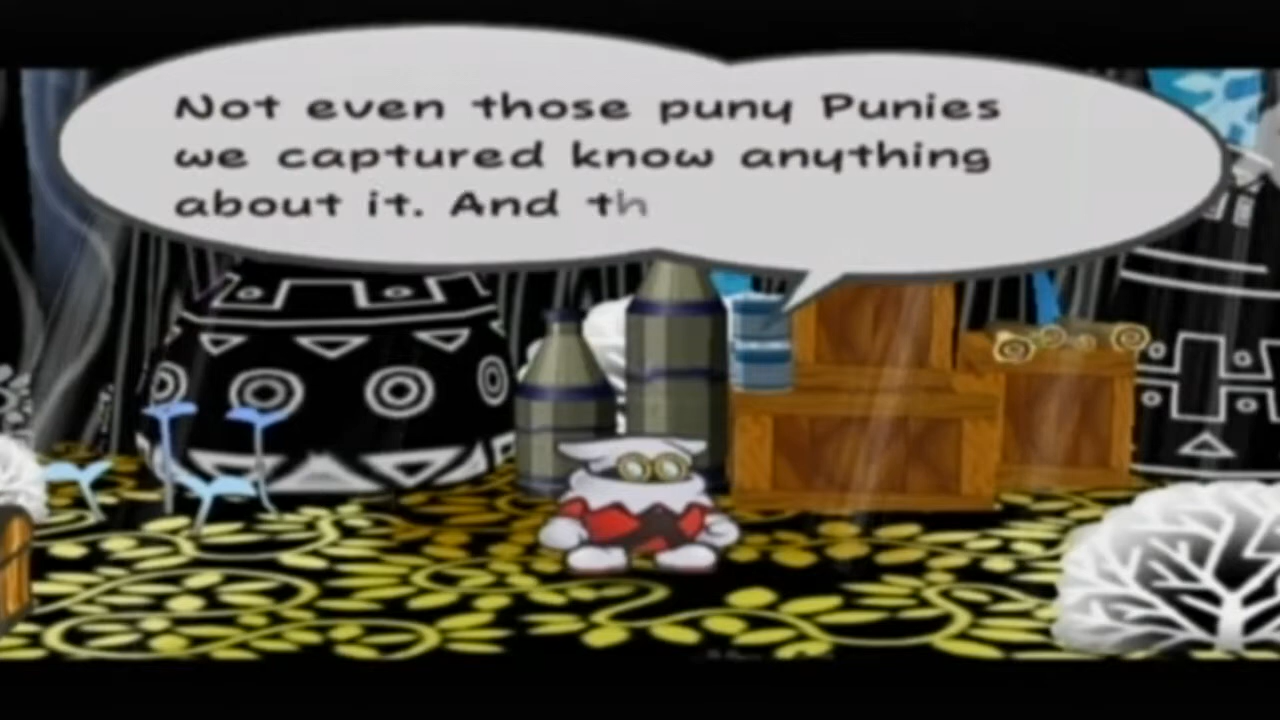 Not even those puny Punies
we captured know anything
about it. And th